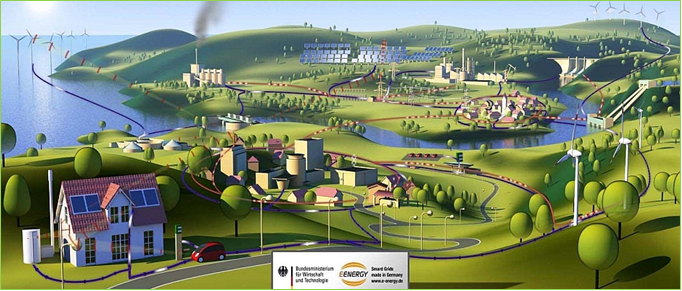 Bundesministerium
für Wirtschaft
und Technologie
E-ENERGY
Smart Grids
made in Germany
www.e-energy.de